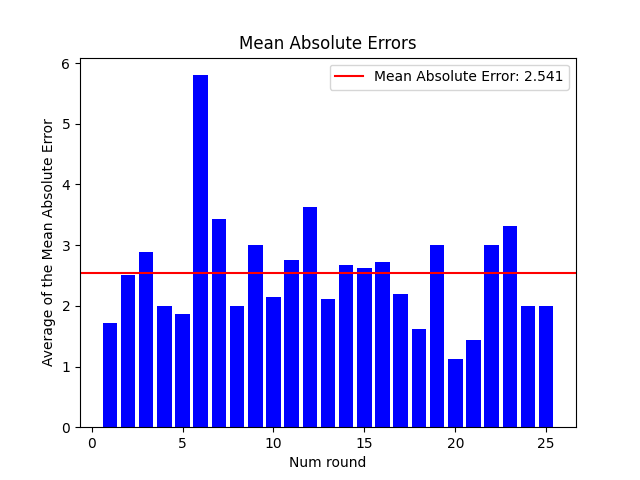 Mean Absolute Errors
Mean Absolute Error: 2.541
Average of the Mean Absolute Error
6
5
4
3
2
1
0
0 5 10 15 20 25
Num round